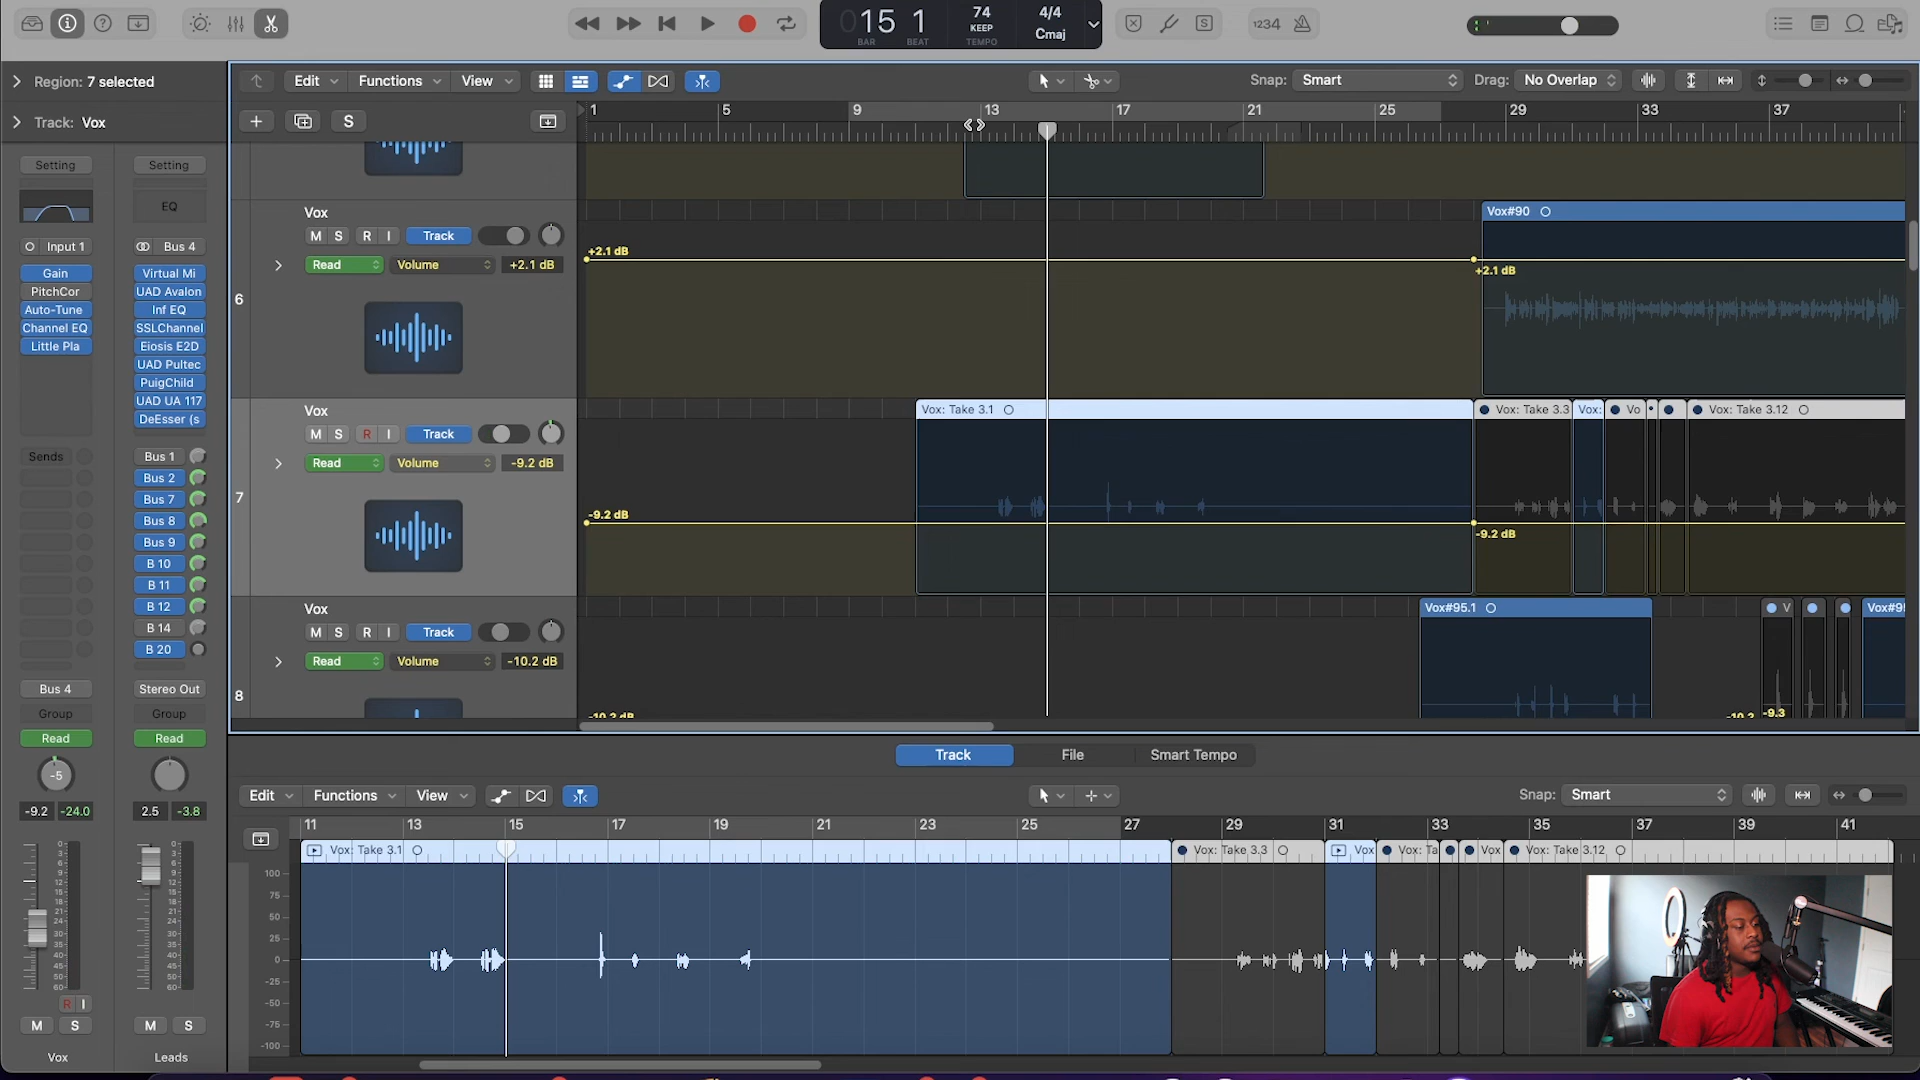 15 1
BAR BEAT
74
KEEP
TEMPO
4/4
Cmaj
S
1234
Region: 7 selected
Edit Functions View
Snap: Smart
Drag: No Overlap
Track: Vox
S
1 5 9 13 17 21 25 29 33 37
Setting Setting
EQ
Input 1 Bus 4
Gain
PitchCor
Auto-Tune
Channel EQ
Little Pla
Virtual Mi
UAD Avalon
Inf EQ
SSLChannel
Eiosis E2D
UAD Pultec
PuigChild
UAD UA 117
DeEsser (s
Sends
Bus 1
Bus 2
Bus 7
Bus 8
Bus 9
B 10
B 11
B 12
B 14
B 20
Bus 4 Stereo Out
Group Group
Read Read
-5
-9.2 -24.0 2.5 -3.8
R I
M S M S
Vox Leads
6
Vox
M S R I Track
Read Volume +2.1 dB
+2.1 dB
+2.1 dB
Vox#90
7
Vox
M S R I Track
Read Volume -9.2 dB
-9.2 dB
-9.2 dB
Vox: Take 3.1
Vox: Take 3.3
Vox:
Vo
Vox: Take 3.12
8
Vox
M S R I Track
Read Volume -10.2 dB
-10.2 dB
Vox#95.1
V
Vox#9
-10.2
-9.3
Track File Smart Tempo
Edit Functions View
Snap: Smart
11 13 15 17 19 21 23 25 27 29 31 33 35 37 39 41
Vox: Take 3.1
Vox: Take 3.3
Vox
Vox: Ta
Vox
Vox: Take 3.12
100
75
50
25
0
-25
-50
-75
-100